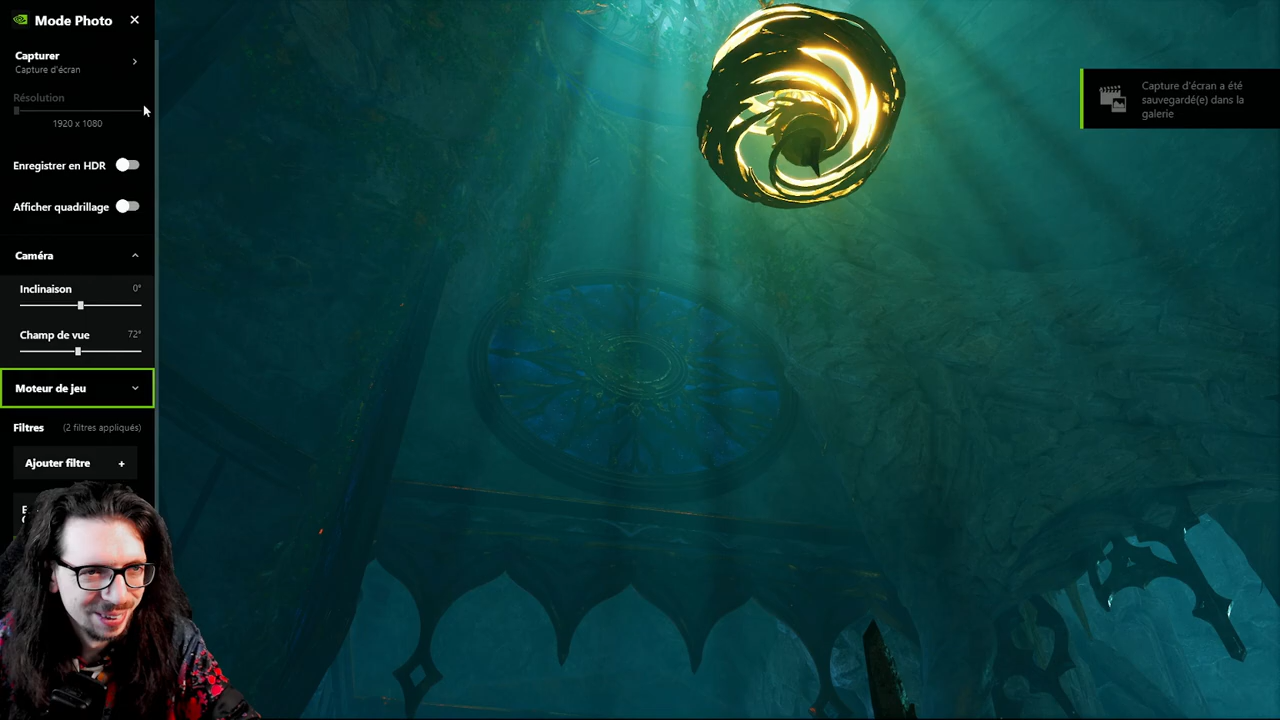 Mode Photo
Capturer
Capture d'écran
Résolution
1920 x 1080
Enregistrer en HDR
Afficher quadrillage
Caméra
Inclinaison 0°
Champ de vue 72°
Moteur de jeu
Filtres (2 filtres appliqués)
Ajouter filtre +
Capture d'écran a été
sauvegardé(e) dans la
galerie